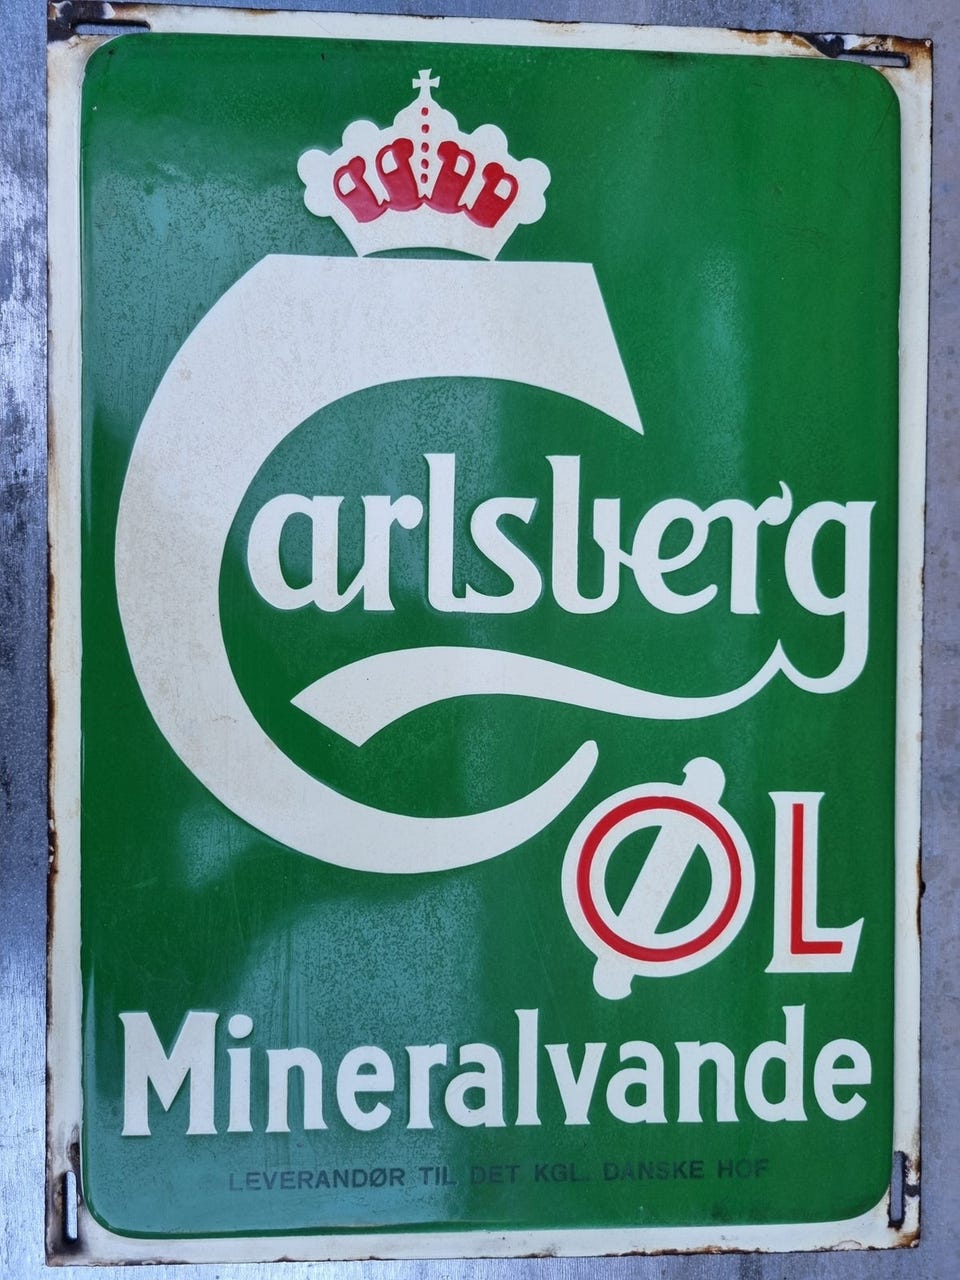 Carlsberg
ØL
Mineralvande
LEVERANDØR TIL DET KGL. DANSKE HOF